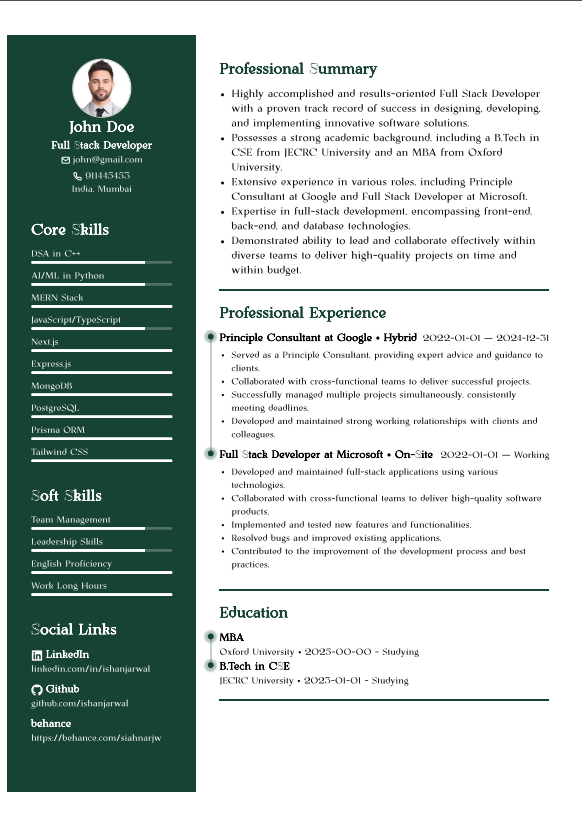 John Doe
Full Stack Developer
john@gmail.com
911445453
India, Mumbai
Core Skills
DSA in C++
AI/ML in Python
MERN Stack
JavaScript/TypeScript
Next.js
Express.js
MongoDB
PostgreSQL
Prisma ORM
Tailwind CSS
Soft Skills
Team Management
Leadership Skills
English Proficiency
Work Long Hours
Social Links
LinkedIn
linkedin.com/in/ishanjarwal
Github
github.com/ishanjarwal
behance
https://behance.com/siahnarjw
Professional Summary
• Highly accomplished and results-oriented Full Stack Developer
with a proven track record of success in designing, developing,
and implementing innovative software solutions.
• Possesses a strong academic background, including a B.Tech in
CSE from JECRC University and an MBA from Oxford
University.
• Extensive experience in various roles, including Principle
Consultant at Google and Full Stack Developer at Microsoft.
• Expertise in full-stack development, encompassing front-end,
back-end, and database technologies.
• Demonstrated ability to lead and collaborate effectively within
diverse teams to deliver high-quality projects on time and
within budget.
Professional Experience
Principle Consultant at Google • Hybrid 2022-01-01 — 2024-12-31
• Served as a Principle Consultant, providing expert advice and guidance to
clients.
• Collaborated with cross-functional teams to deliver successful projects.
• Successfully managed multiple projects simultaneously, consistently
meeting deadlines.
• Developed and maintained strong working relationships with clients and
colleagues.
Full Stack Developer at Microsoft • On-Site 2022-01-01 — Working
• Developed and maintained full-stack applications using various
technologies.
• Collaborated with cross-functional teams to deliver high-quality software
products.
• Implemented and tested new features and functionalities.
• Resolved bugs and improved existing applications.
• Contributed to the improvement of the development process and best
practices.
Education
MBA
Oxford University • 2025-00-00 - Studying
B.Tech in CSE
JECRC University • 2023-01-01 - Studying